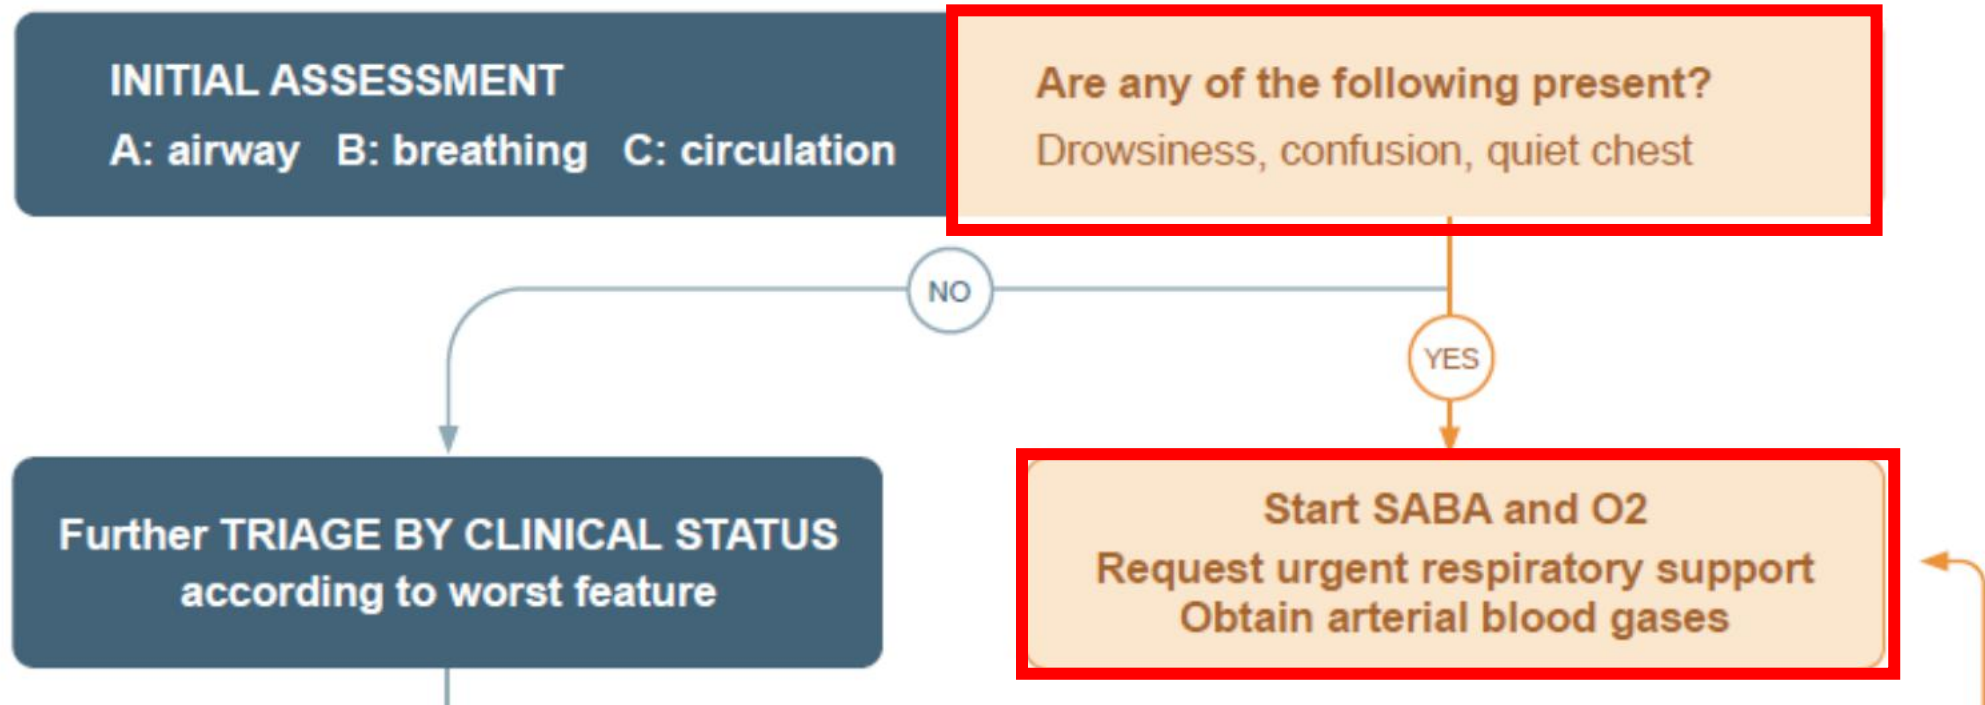 INITIAL ASSESSMENT
A: airway B: breathing C: circulation
Are any of the following present?
Drowsiness, confusion, quiet chest
NO
YES
Further TRIAGE BY CLINICAL STATUS
according to worst feature
Start SABA and O2
Request urgent respiratory support
Obtain arterial blood gases